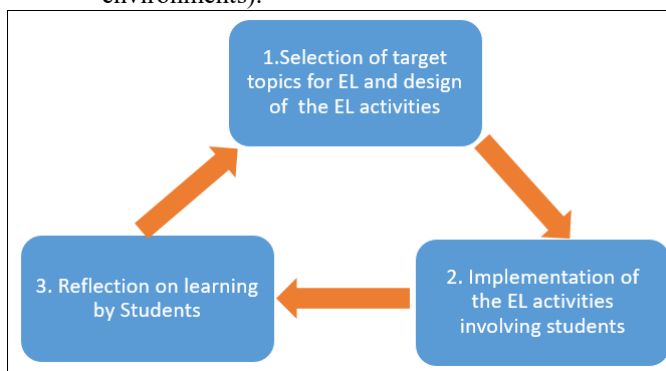 environments).
1.Selection of target
topics for EL and design
of the EL activities
2. Implementation of
the EL activities
involving students
3. Reflection on learning
by Students